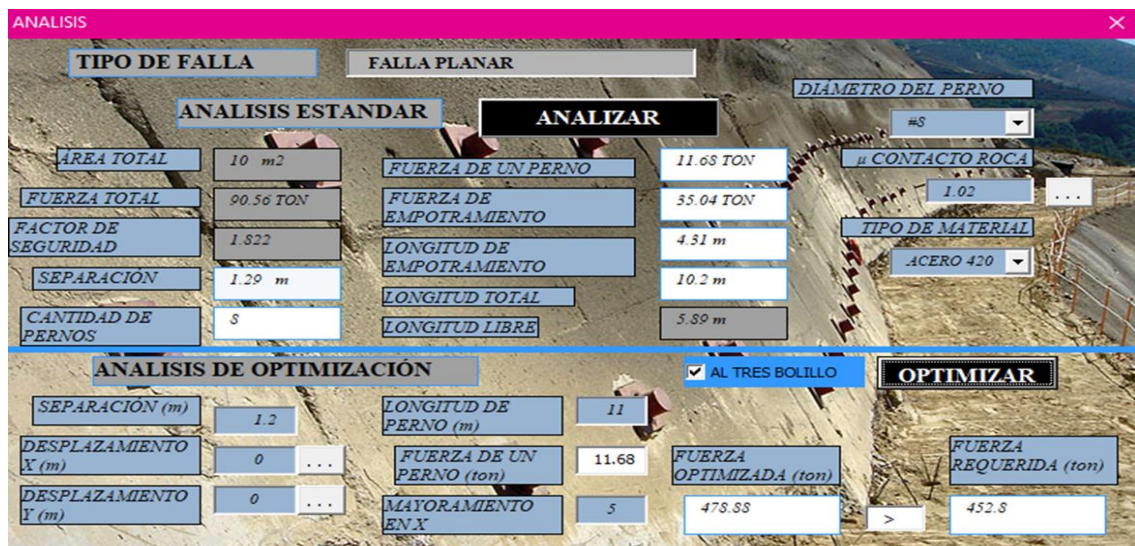 ANALISIS
TIPO DE FALLA
FALLA PLANAR
DIÁMETRO DEL PERNO
ANALISIS ESTANDAR
ANALIZAR
#8
ÁREA TOTAL
10 m2
FUERZA DE UN PERNO
11.68 TON
µ CONTACTO ROCA
FUERZA TOTAL
90.56 TON
FUERZA DE
EMPOTRAMIENTO
35.04 TON
1.02
...
FACTOR DE
SEGURIDAD
1.822
LONGITUD DE
EMPOTRAMIENTO
4.31 m
TIPO DE MATERIAL
SEPARACIÓN
1.29 m
LONGITUD TOTAL
10.2 m
ACERO 420
CANTIDAD DE
PERNOS
8
LONGITUD LIBRE
5.89 m
ANALISIS DE OPTIMIZACIÓN
AL TRES BOLILLO
OPTIMIZAR
SEPARACIÓN (m)
1.2
LONGITUD DE
PERNO (m)
11
DESPLAZAMIENTO
X (m)
0
...
FUERZA DE UN
PERNO (ton)
11.68
FUERZA
OPTIMIZADA (ton)
FUERZA
REQUERIDA (ton)
DESPLAZAMIENTO
Y (m)
0
...
MAYORAMIENTO
EN X
5
478.88
>
452.8